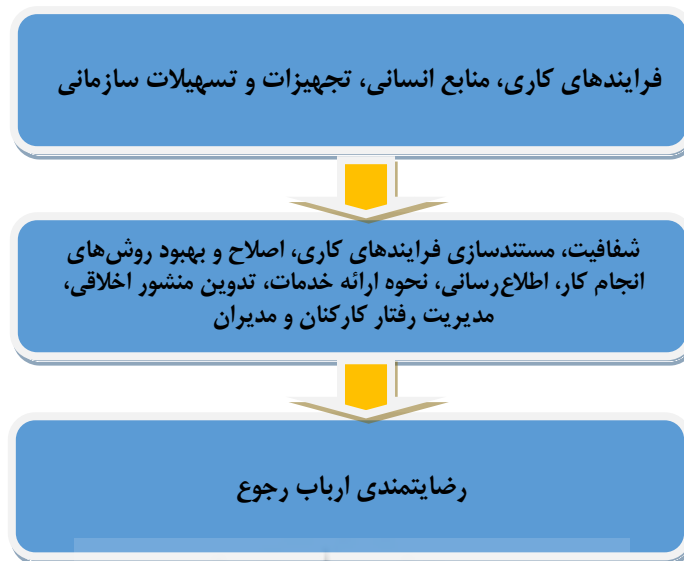 فرایندهای کاری، منابع انسانی، تجهیزات و تسهیلات سازمانی
شفافیت، مستندسازی فرایندهای کاری، اصلاح و بهبود روش‌های
انجام کار، اطلاع‌رسانی، نحوه ارائه خدمات، تدوین منشور اخلاقی،
مدیریت رفتار کارکنان و مدیران
رضایتمندی ارباب رجوع